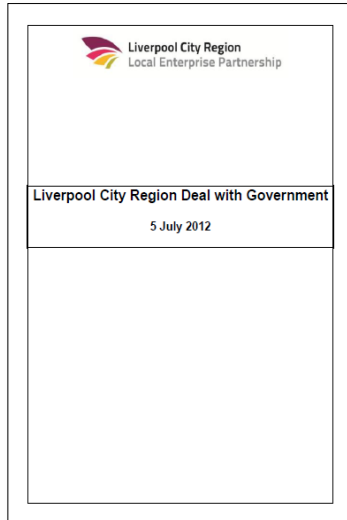 Liverpool City Region
Local Enterprise Partnership
Liverpool City Region Deal with Government
5 July 2012